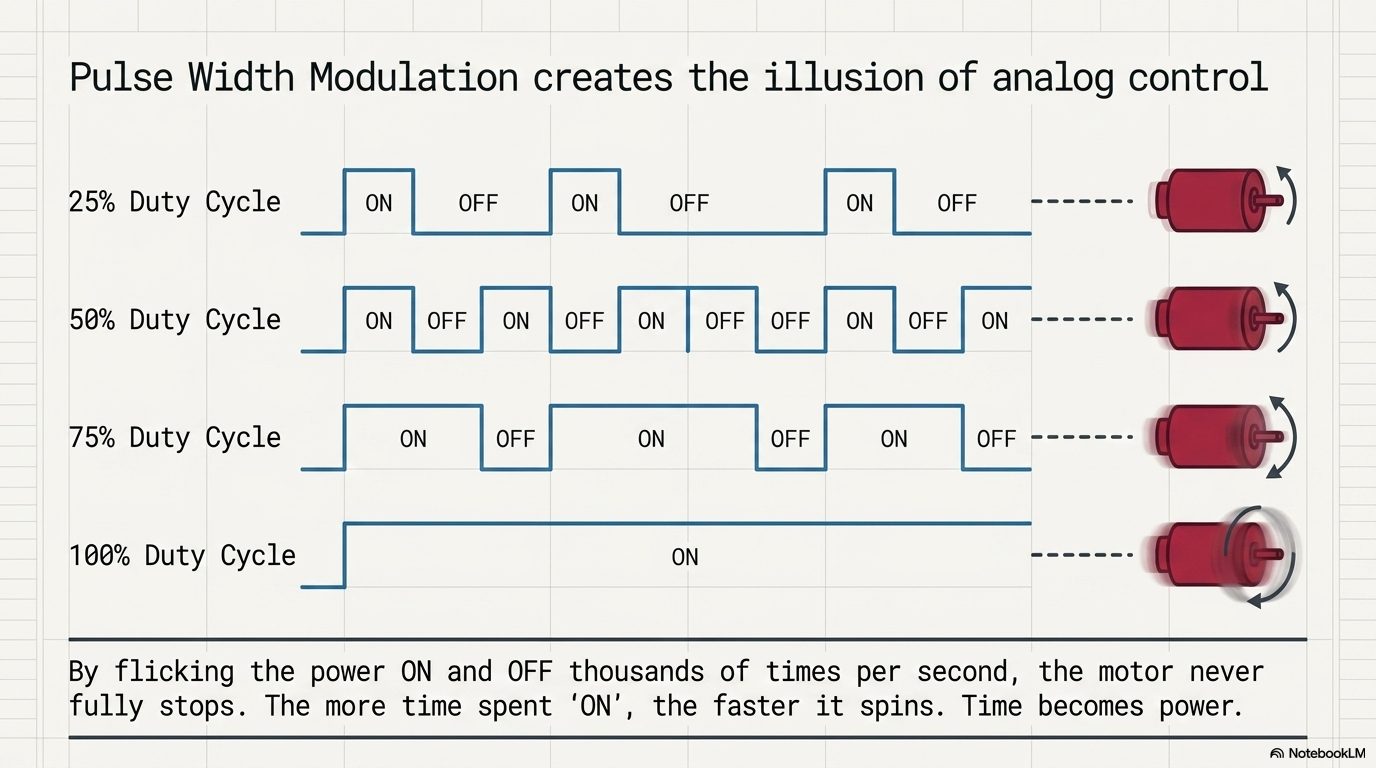 Pulse Width Modulation creates the illusion of analog control
25% Duty Cycle ON OFF ON OFF ON OFF
50% Duty Cycle ON OFF ON OFF ON OFF OFF ON OFF ON
75% Duty Cycle ON OFF ON OFF ON OFF
100% Duty Cycle ON
By flicking the power ON and OFF thousands of times per second, the motor never
fully stops. The more time spent ‘ON’, the faster it spins. Time becomes power.
NotebookLM